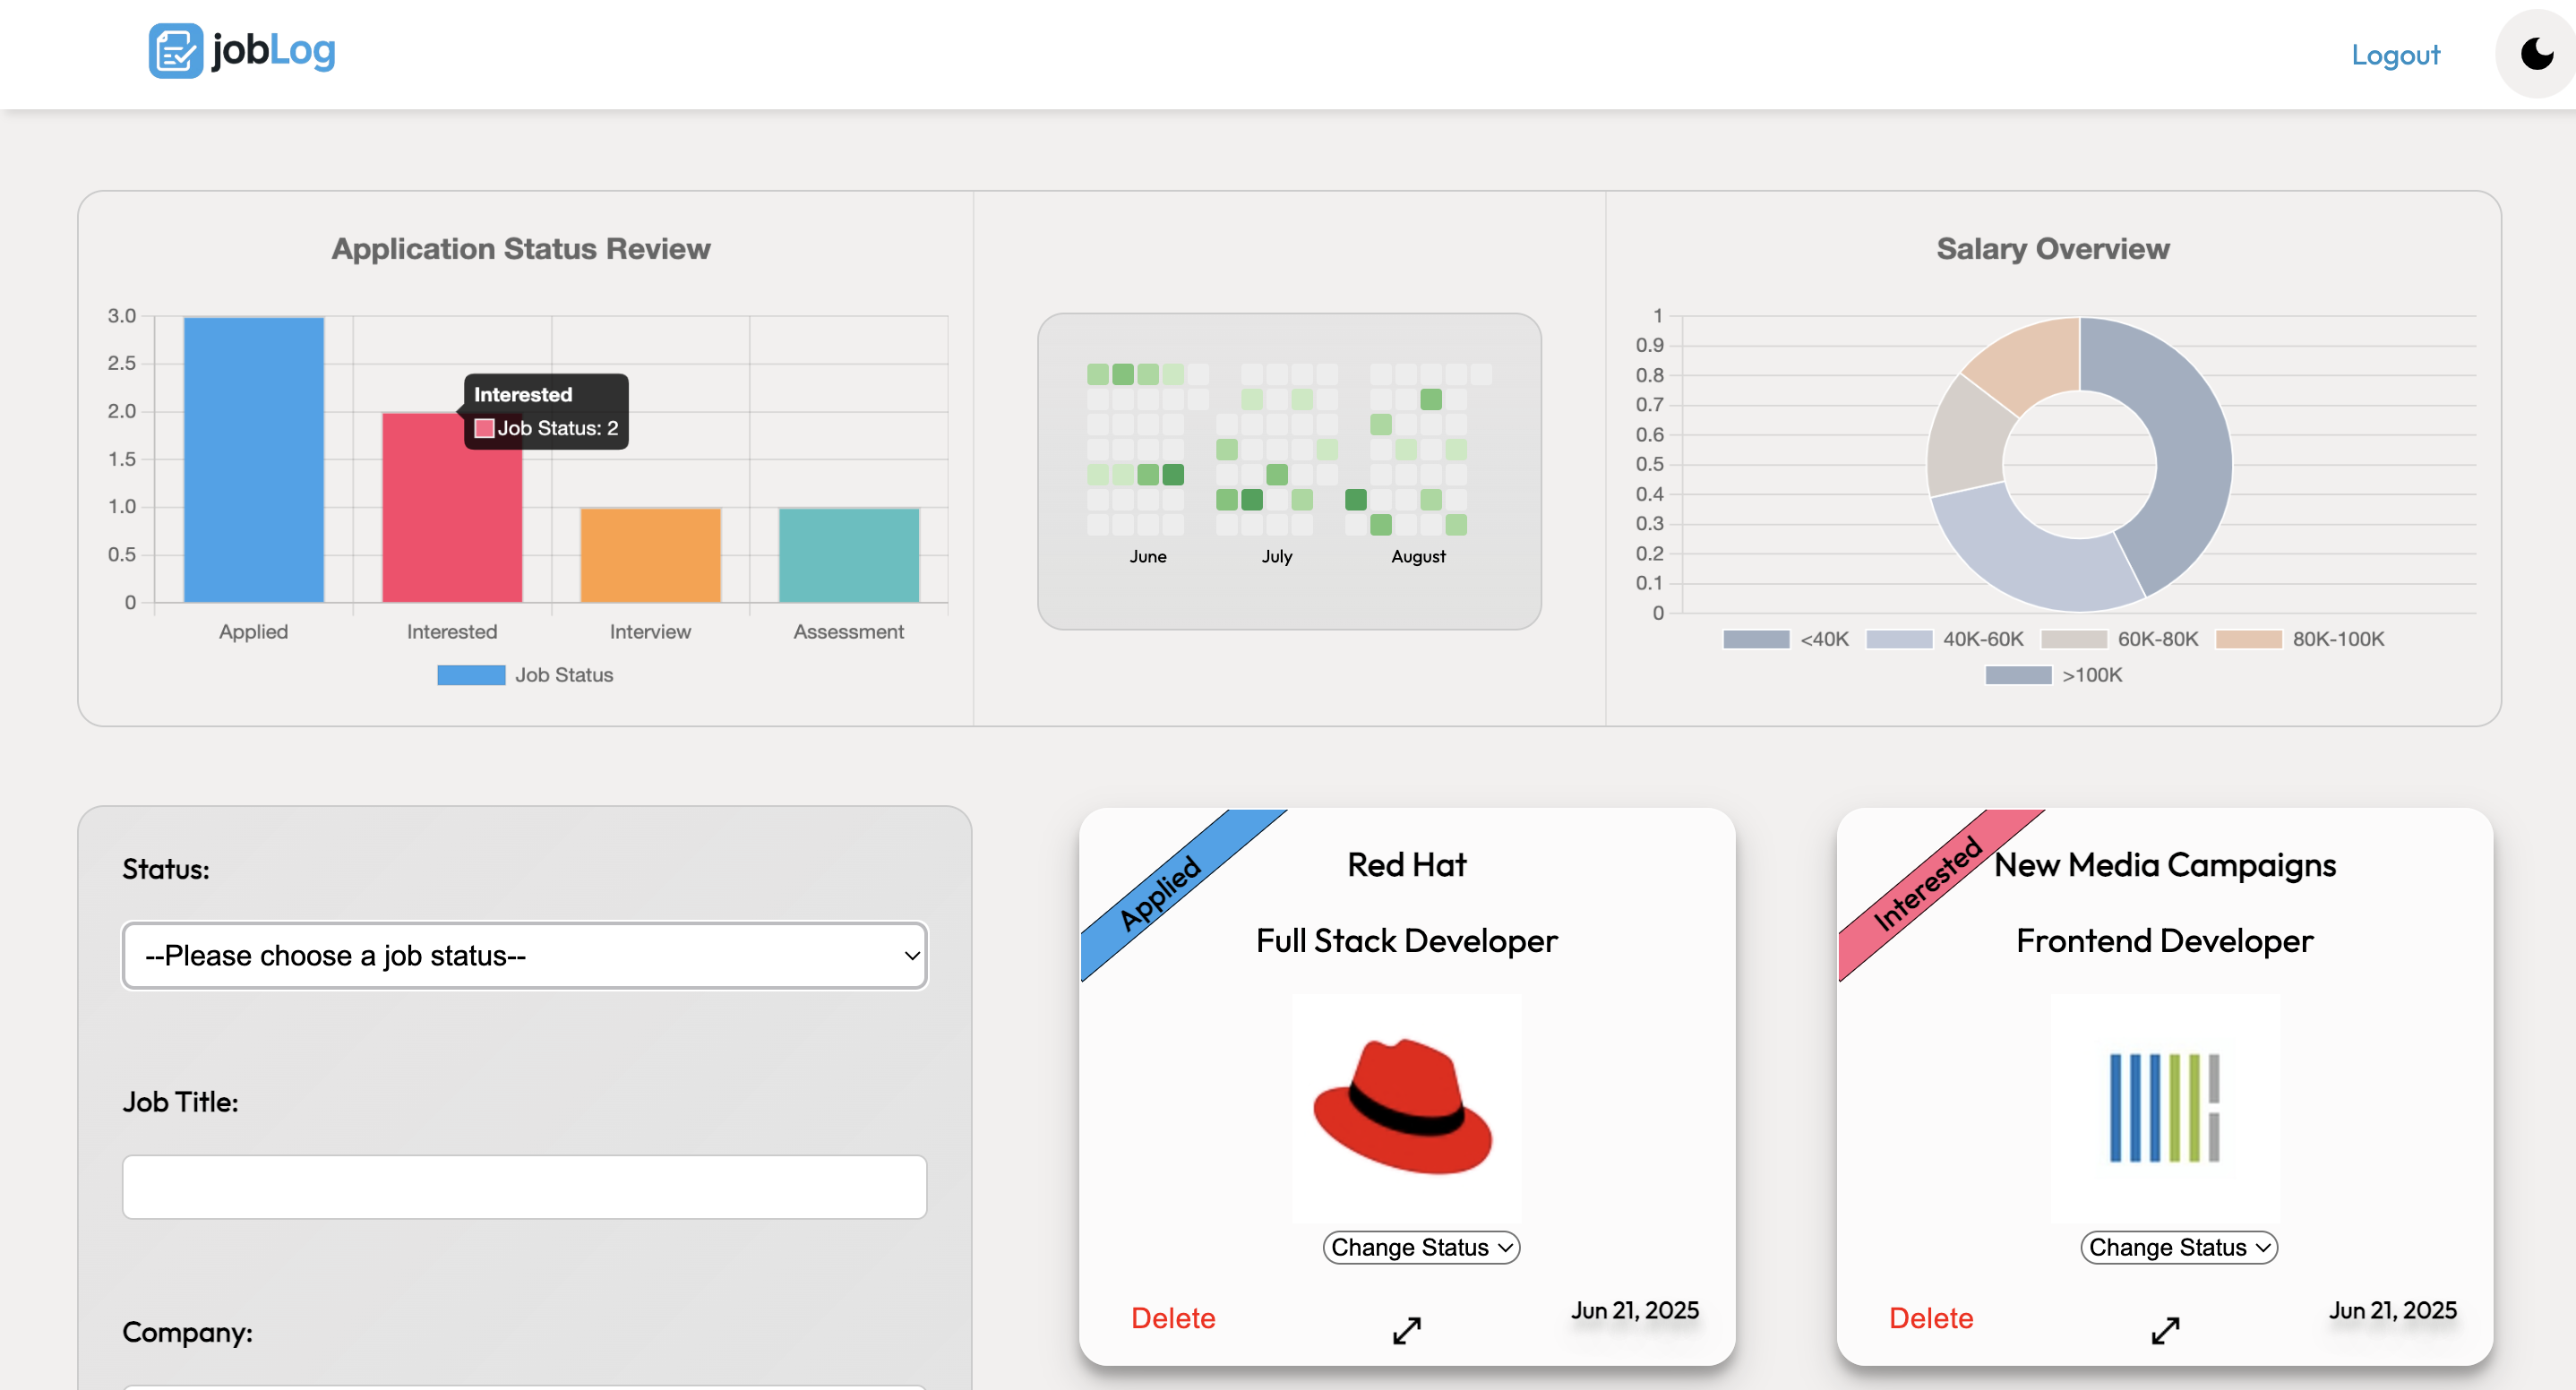 jobLog
Logout
Application Status Review
3.0
2.5
2.0
1.5
1.0
0.5
0
Interested
Job Status: 2
Applied
Interested
Interview
Assessment
Job Status
June
July
August
Salary Overview
1
0.9
0.8
0.7
0.6
0.5
0.4
0.3
0.2
0.1
0
<40K
40K-60K
60K-80K
80K-100K
>100K
Status:
--Please choose a job status--
Job Title:
Company:
Applied
Red Hat
Full Stack Developer
Change Status
Delete
Jun 21, 2025
Interested
New Media Campaigns
Frontend Developer
Change Status
Delete
Jun 21, 2025